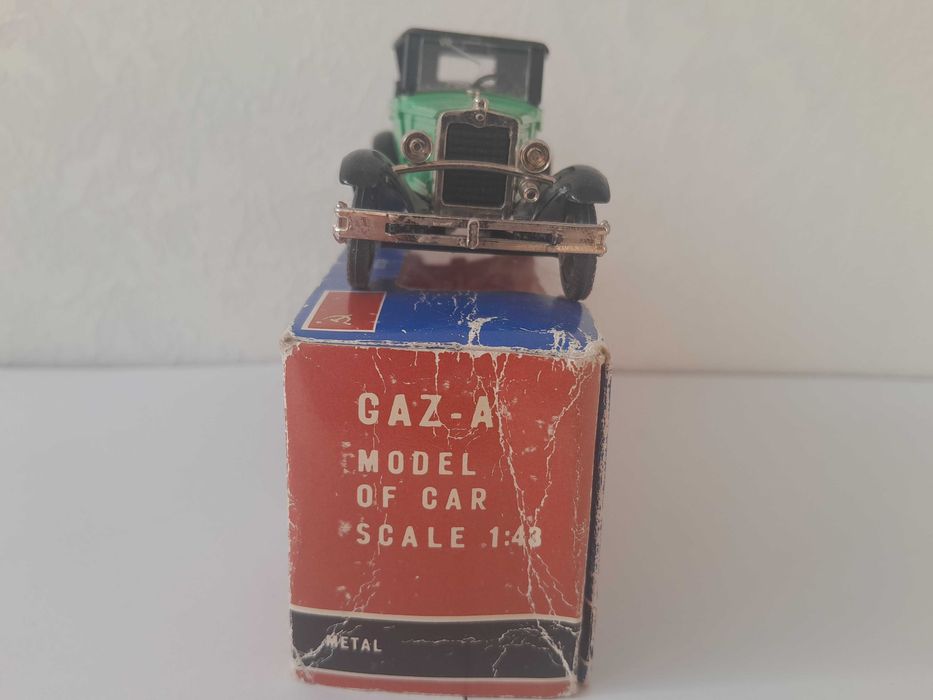 GAZ-A
MODEL
OF CAR
SCALE 1:43
METAL